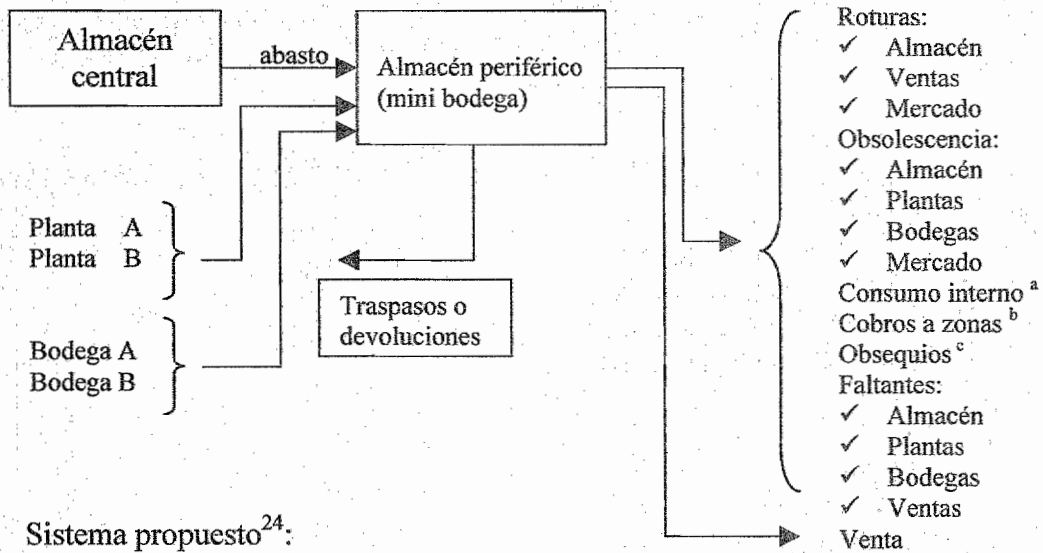 Almacén
central
abasto
Almacén periférico
(mini bodega)
Planta A
Planta B
Bodega A
Bodega B
Traspasos o
devoluciones
Roturas:
✓ Almacén
✓ Ventas
✓ Mercado
Obsolescencia:
✓ Almacén
✓ Plantas
✓ Bodegas
✓ Mercado
Consumo interno ᵃ
Cobros a zonas ᵇ
Obsequios ᶜ
Faltantes:
✓ Almacén
✓ Plantas
✓ Bodegas
✓ Ventas
Venta
Sistema propuesto²⁴: